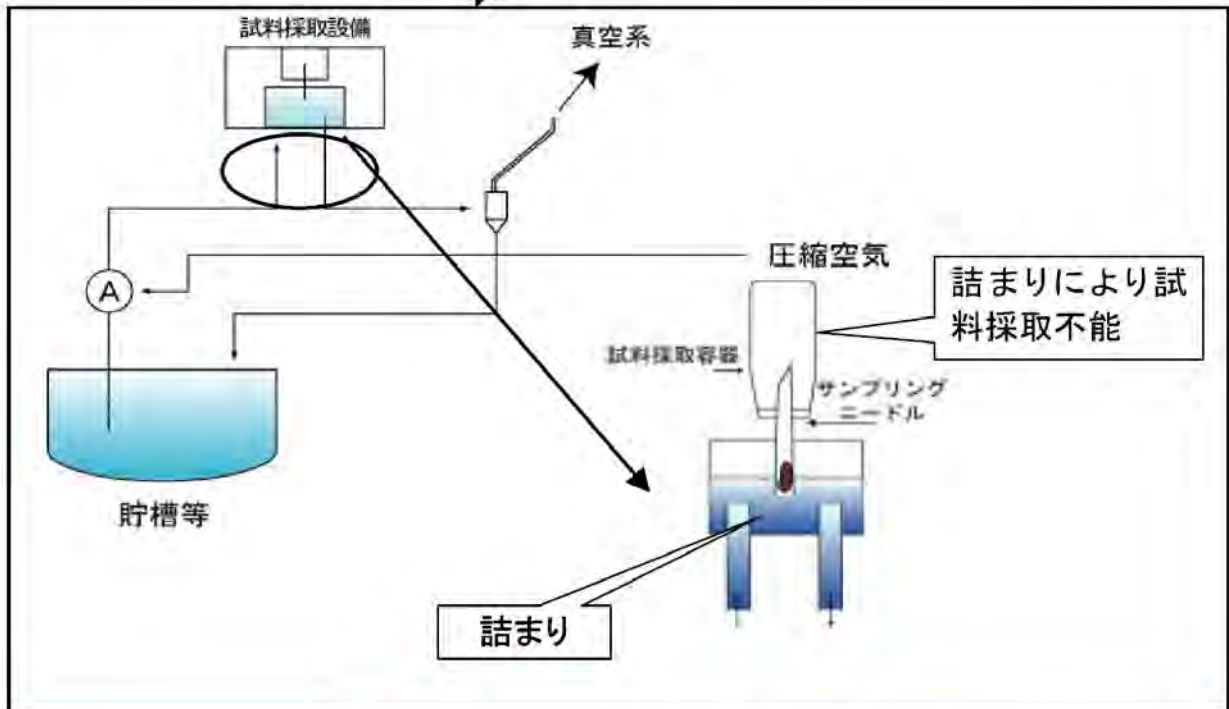 試料採取設備
真空系
圧縮空気
詰まりにより試
料採取不能
A
試料採取容器
サンプリング
ニードル
貯槽等
詰まり